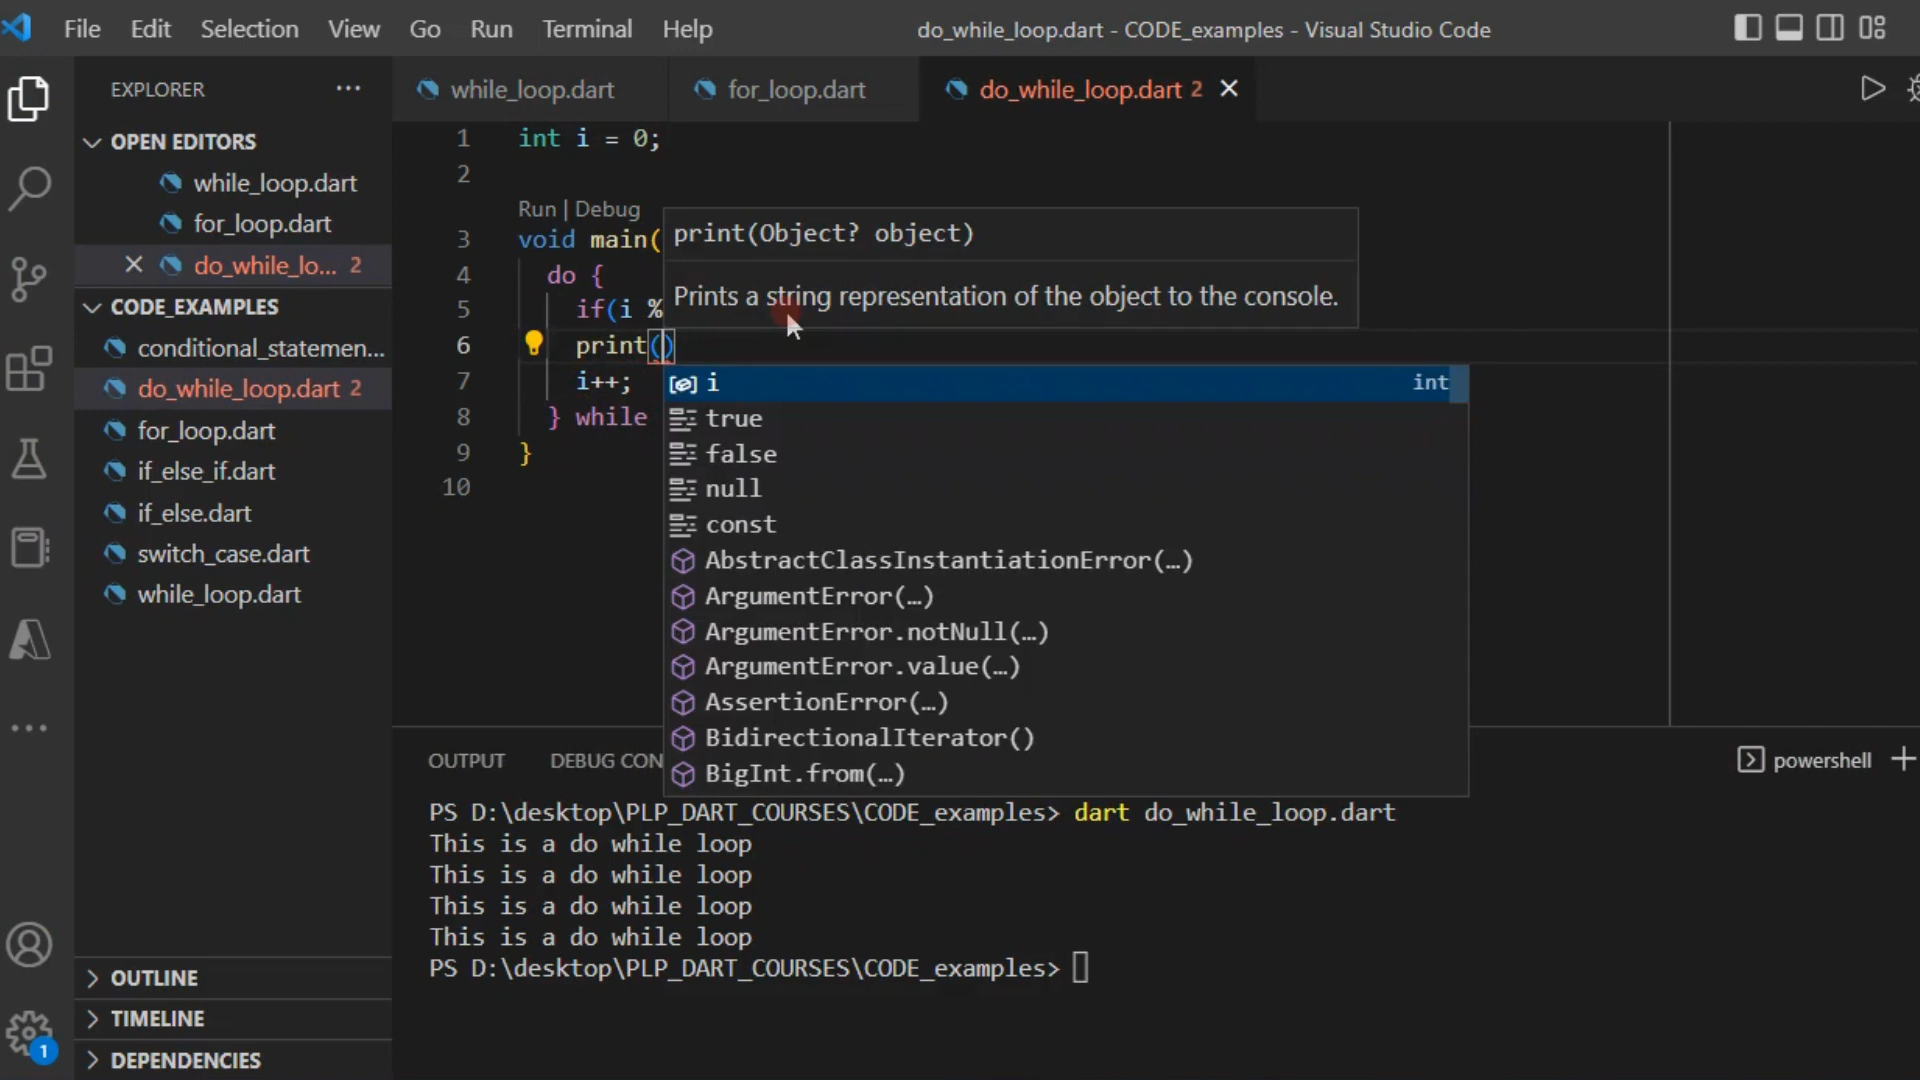 File Edit Selection View Go Run Terminal Help
do_while_loop.dart - CODE_examples - Visual Studio Code
EXPLORER
while_loop.dart
for_loop.dart
do_while_loop.dart 2
OPEN EDITORS
while_loop.dart
for_loop.dart
do_while_lo... 2
CODE_EXAMPLES
conditional_statemen...
do_while_loop.dart 2
for_loop.dart
if_else_if.dart
if_else.dart
switch_case.dart
while_loop.dart
OUTLINE
TIMELINE
DEPENDENCIES
1
1 int i = 0;
2
Run | Debug
3 void main(
4 do {
5 if(i %
6 print()
7 i++;
8 } while
9 }
10
print(Object? object)
Prints a string representation of the object to the console.
i int
true
false
null
const
AbstractClassInstantiationError(…)
ArgumentError(…)
ArgumentError.notNull(…)
ArgumentError.value(…)
AssertionError(…)
BidirectionalIterator()
BigInt.from(…)
OUTPUT DEBUG CON
powershell
PS D:\desktop\PLP_DART_COURSES\CODE_examples> dart do_while_loop.dart
This is a do while loop
This is a do while loop
This is a do while loop
This is a do while loop
PS D:\desktop\PLP_DART_COURSES\CODE_examples>